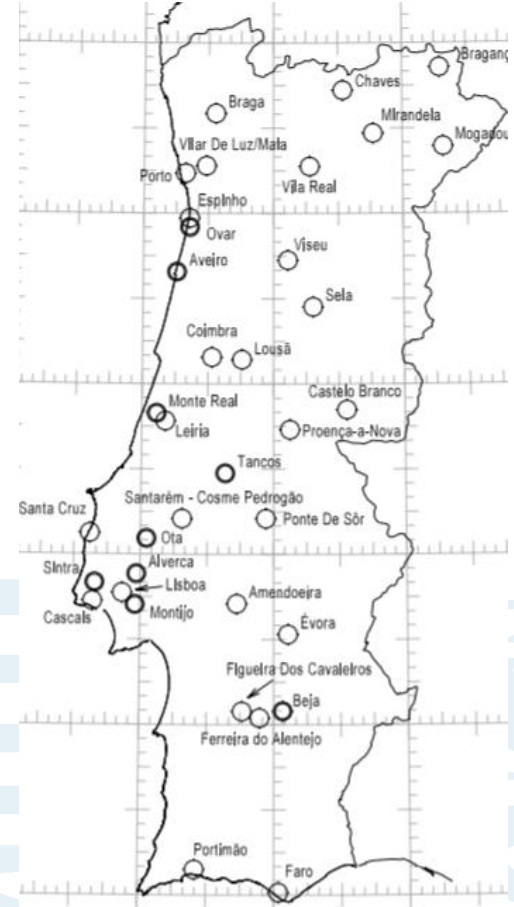 Braganç
Chaves
Braga
Mirandela
Mogadou
Vilar De Luz/Maia
Porto
Vila Real
Espinho
Ovar
Viseu
Aveiro
Seia
Coimbra
Lousã
Castelo Branco
Monte Real
Leiria
Proença-a-Nova
Tancos
Santarém - Cosme Pedrogão
Santa Cruz
Ponte De Sôr
Ota
Alverca
Sintra
Lisboa
Amendoeira
Cascais
Montijo
Évora
Figueira Dos Cavaleiros
Beja
Ferreira do Alentejo
Portimão
Faro